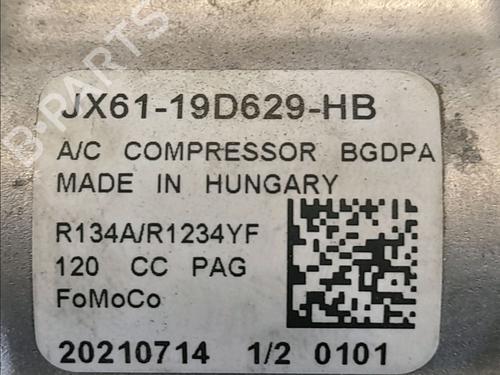 B-PARTS
JX61-19D629-HB
A/C COMPRESSOR BGDPA
MADE IN HUNGARY
R134A/R1234YF
120 CC PAG
FoMoCo
20210714 1/2 0101